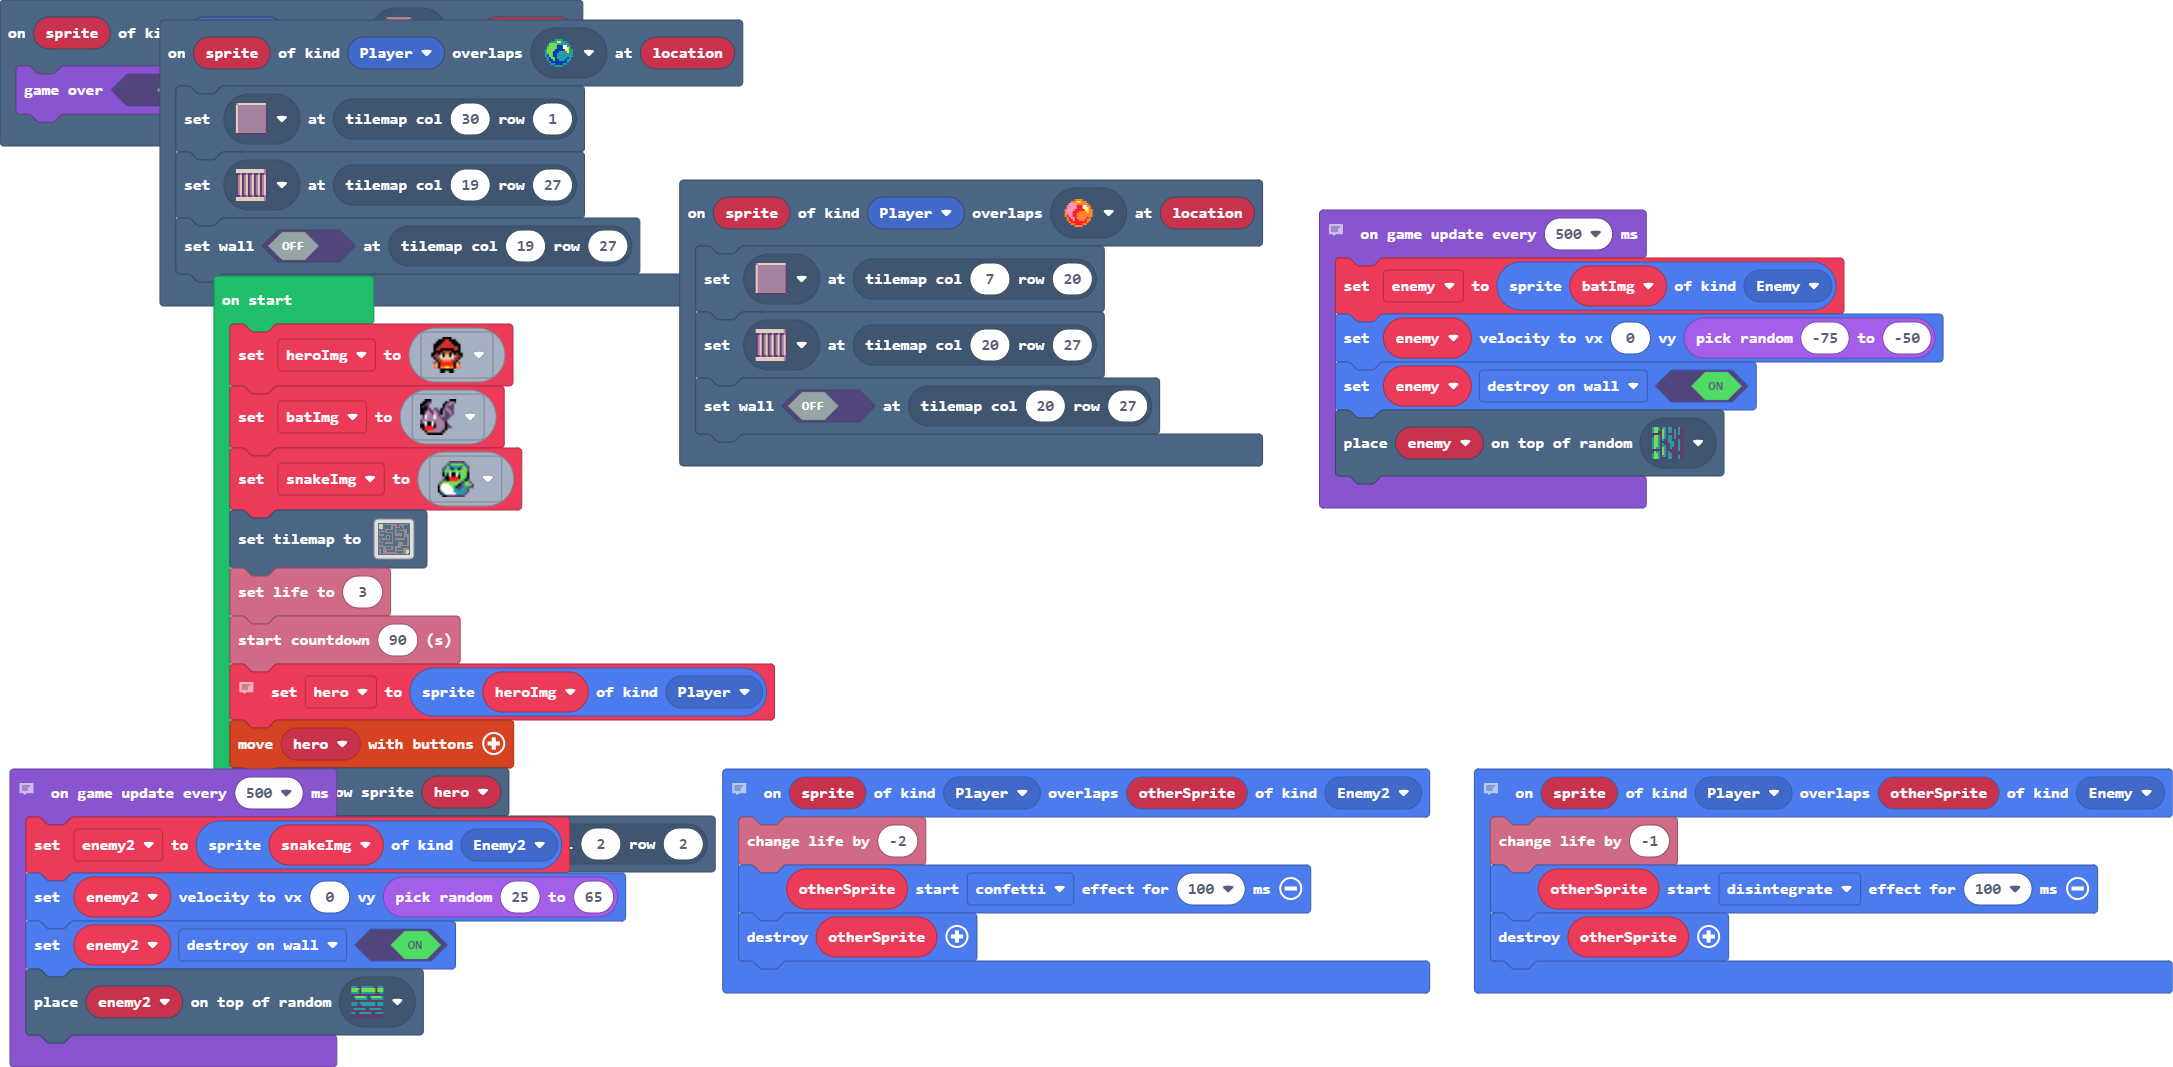 on sprite of ki
game over
on sprite of kind Player overlaps at location
set at tilemap col 30 row 1
set at tilemap col 19 row 27
set wall OFF at tilemap col 19 row 27
on sprite of kind Player overlaps at location
set at tilemap col 7 row 20
set at tilemap col 20 row 27
set wall OFF at tilemap col 20 row 27
on game update every 500 ms
set enemy to sprite batImg of kind Enemy
set enemy velocity to vx 0 vy pick random -75 to -50
set enemy destroy on wall ON
place enemy on top of random
on start
set heroImg to
set batImg to
set snakeImg to
set tilemap to
set life to 3
start countdown 90 (s)
set hero to sprite heroImg of kind Player
move hero with buttons
ow sprite hero
2 row 2
on game update every 500 ms
set enemy2 to sprite snakeImg of kind Enemy2
set enemy2 velocity to vx 0 vy pick random 25 to 65
set enemy2 destroy on wall ON
place enemy2 on top of random
on sprite of kind Player overlaps otherSprite of kind Enemy2
change life by -2
otherSprite start confetti effect for 100 ms
destroy otherSprite
on sprite of kind Player overlaps otherSprite of kind Enemy
change life by -1
otherSprite start disintegrate effect for 100 ms
destroy otherSprite